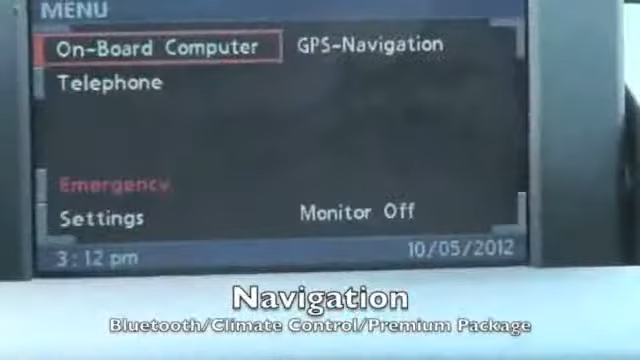 MENU
On-Board Computer GPS-Navigation
Telephone
Emergency
Settings Monitor Off
3:12 pm 10/05/2012
Navigation
Bluetooth/Climate Control/Premium Package